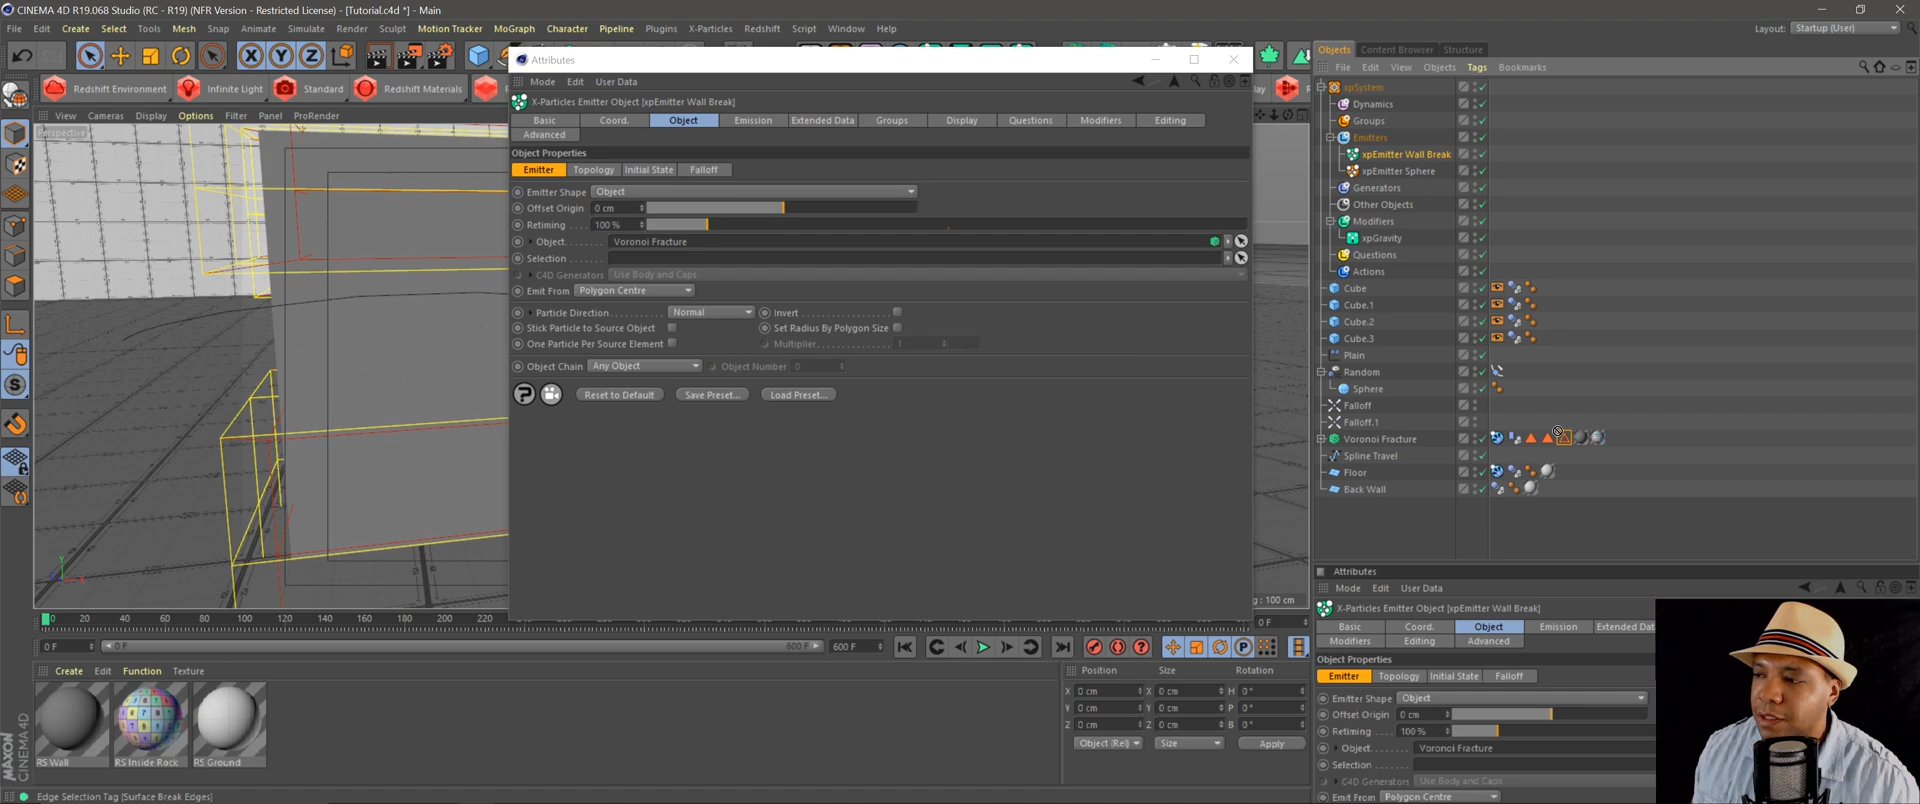 CINEMA 4D R19.068 Studio (RC - R19) (NFR Version - Restricted License) - [Tutorial.c4d *] - Main
File Edit Create Select Tools Mesh Snap Animate Simulate Render Sculpt Motion Tracker MoGraph Character Pipeline Plugins X-Particles Redshift Script Window Help
Layout: Startup (User)
X Y Z
Redshift Environment Infinite Light Standard Redshift Materials
View Cameras Display Options Filter Panel ProRender
Perspective
Attributes
Mode Edit User Data
X-Particles Emitter Object [xpEmitter Wall Break]
Basic Coord. Object Emission Extended Data Groups Display Questions Modifiers Editing
Advanced
Object Properties
Emitter Topology Initial State Falloff
Emitter Shape Object
Offset Origin 0 cm
Retiming . . . . 100 %
Object. . . . . . . Voronoi Fracture
Selection . . . . . .
C4D Generators Use Body and Caps
Emit From Polygon Centre
Particle Direction. . . . . . . . . . . Normal Invert . . . . . . . . . . . . . . . . . .
Stick Particle to Source Object Set Radius By Polygon Size
One Particle Per Source Element Multiplier. . . . . . . . . . . . . . 1
Object Chain Any Object Object Number 0
Reset to Default Save Preset... Load Preset...
g : 100 cm
Objects Content Browser Structure
File Edit View Objects Tags Bookmarks
xpSystem
Dynamics
Groups
Emitters
xpEmitter Wall Break
xpEmitter Sphere
Generators
Other Objects
Modifiers
xpGravity
Questions
Actions
Cube
Cube.1
Cube.2
Cube.3
Plain
Random
Sphere
Falloff
Falloff.1
Voronoi Fracture
Spline Travel
Floor
Back Wall
Attributes
Mode Edit User Data
X-Particles Emitter Object [xpEmitter Wall Break]
Basic Coord. Object Emission Extended Dat
Modifiers Editing Advanced
Object Properties
Emitter Topology Initial State Falloff
Emitter Shape Object
Offset Origin 0 cm
Retiming . . . . 100 %
Object. . . . . . . Voronoi Fracture
Selection . . . . . .
C4D Generators Use Body and Caps
Emit From Polygon Centre
0 20 40 60 80 100 120 140 160 180 200 220
0 F
0 F 0 F 600 F 600 F
Create Edit Function Texture
RS Wall RS Inside Rock RS Ground
Position Size Rotation
X 0 cm X 0 cm H 0 °
Y 0 cm Y 0 cm P 0 °
Z 0 cm Z 0 cm B 0 °
Object (Rel) Size Apply
MAXON CINEMA 4D
Edge Selection Tag [Surface Break Edges]